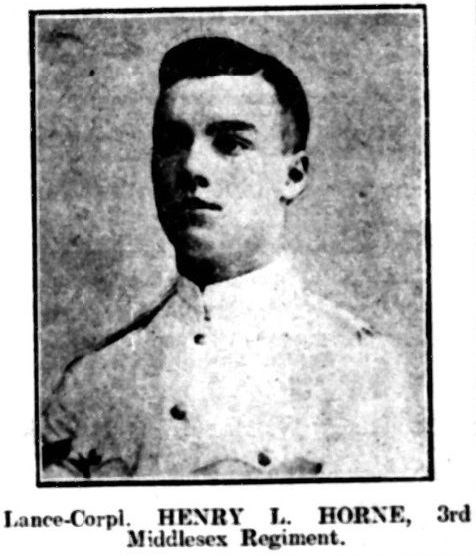 Lance-Corpl. HENRY L. HORNE, 3rd
Middlesex Regiment.